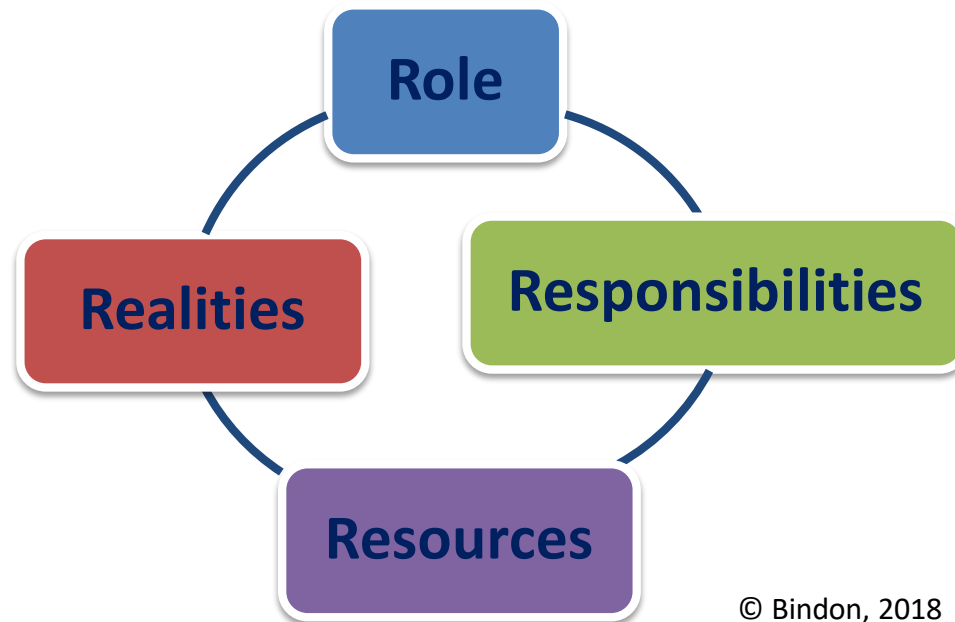 Role
Realities
Responsibilities
Resources
© Bindon, 2018